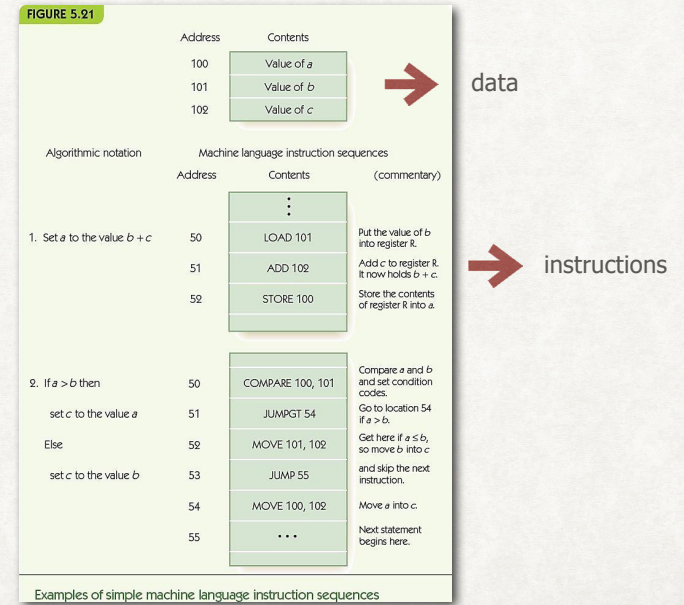 FIGURE 5.21
Address Contents
100 Value of a
101 Value of b
102 Value of c
data
Algorithmic notation Machine language instruction sequences
Address Contents (commentary)
⋮
1. Set a to the value b + c 50 LOAD 101 Put the value of b
into register R.
51 ADD 102 Add c to register R.
It now holds b + c.
52 STORE 100 Store the contents
of register R into a.
instructions
2. If a > b then 50 COMPARE 100, 101 Compare a and b
and set condition
codes.
set c to the value a 51 JUMPGT 54 Go to location 54
if a > b.
Else 52 MOVE 101, 102 Get here if a ≤ b,
so move b into c
set c to the value b 53 JUMP 55 and skip the next
instruction.
54 MOVE 100, 102 Move a into c.
55 • • • Next statement
begins here.
Examples of simple machine language instruction sequences